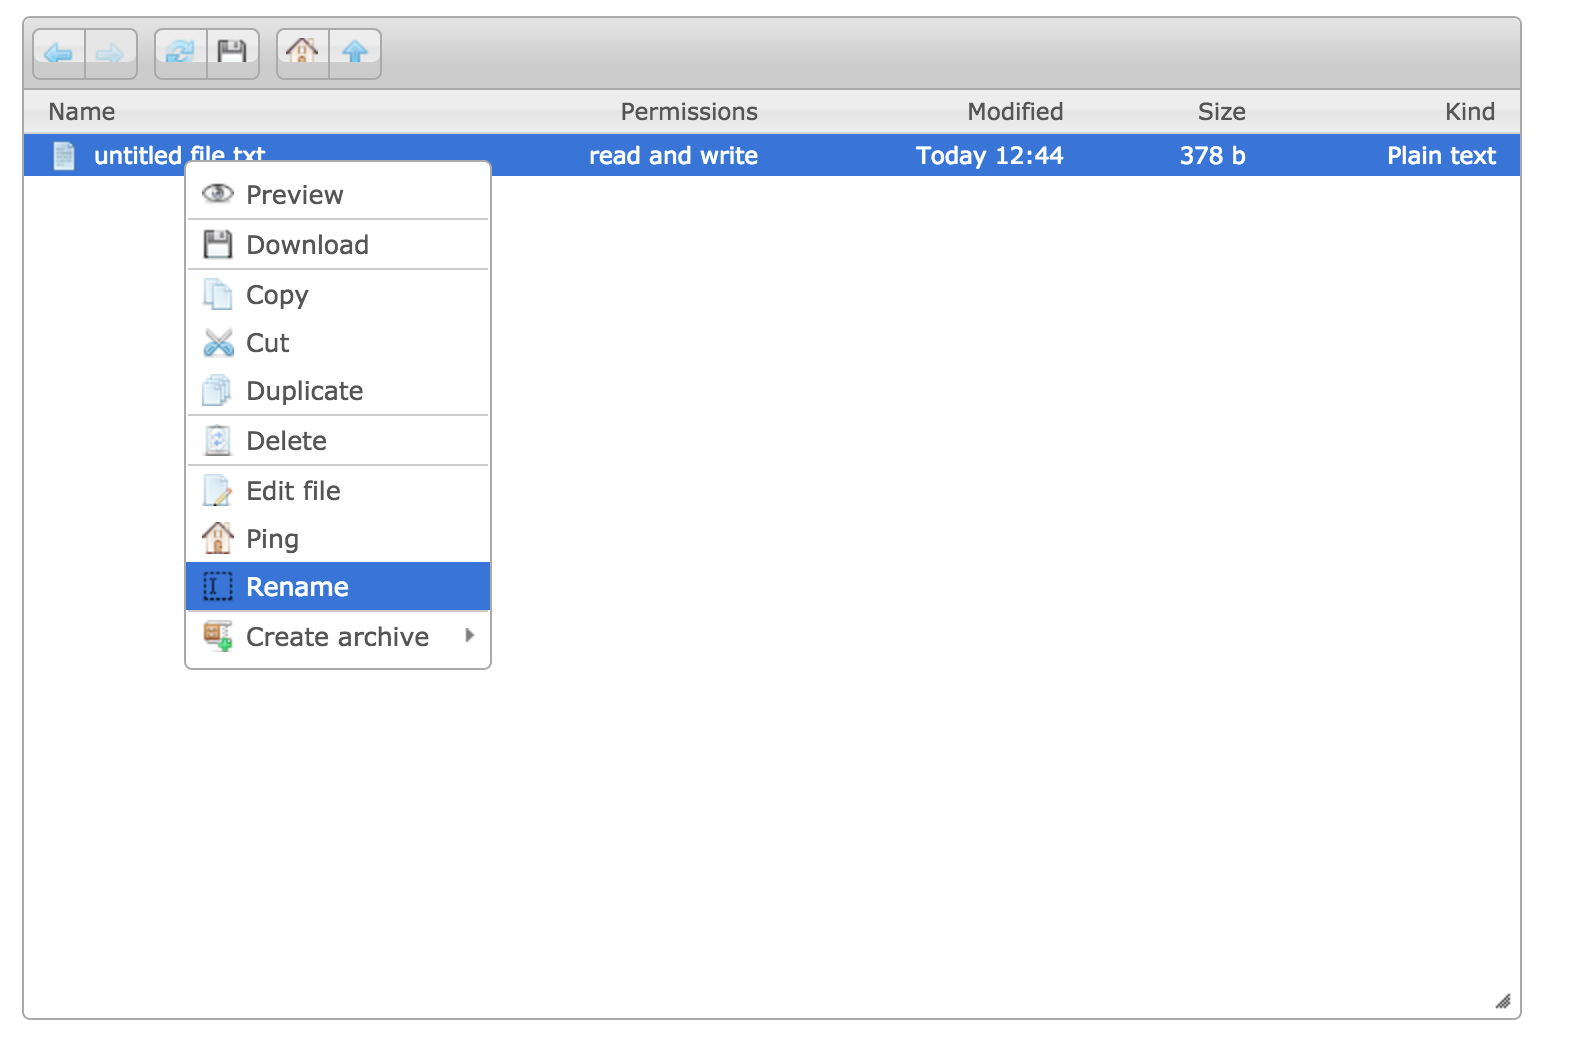 Name Permissions Modified Size Kind
untitled file.txt read and write Today 12:44 378 b Plain text
Preview
Download
Copy
Cut
Duplicate
Delete
Edit file
Ping
Rename
Create archive